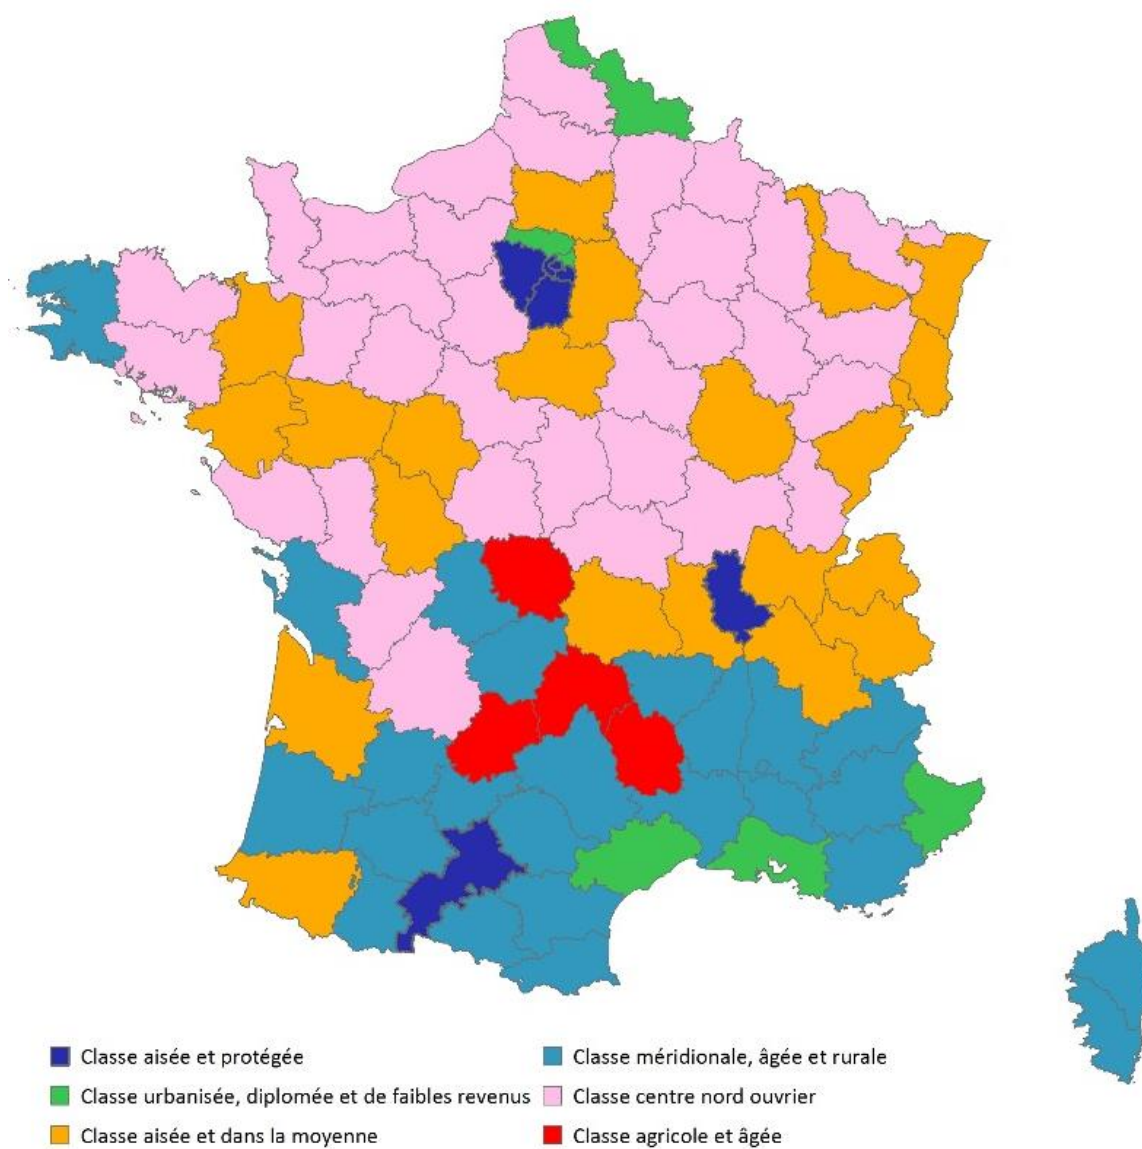 Classe aisée et protégée
Classe méridionale, âgée et rurale
Classe urbanisée, diplomée et de faibles revenus
Classe centre nord ouvrier
Classe aisée et dans la moyenne
Classe agricole et âgée